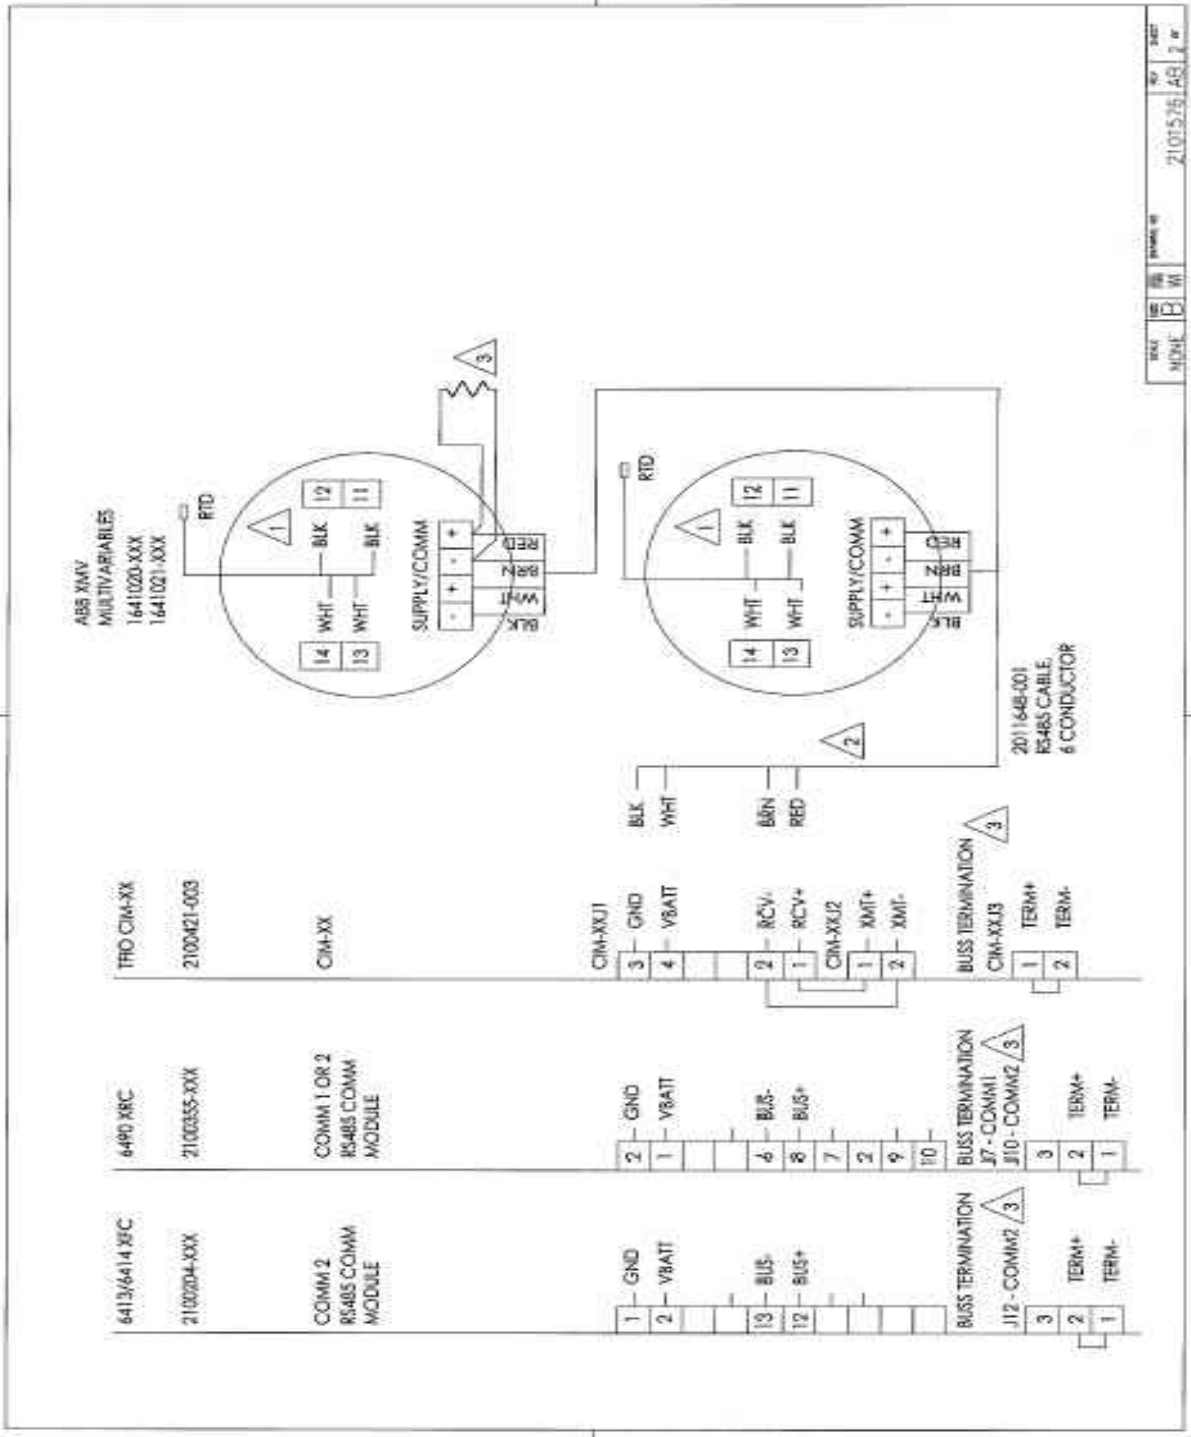 6413/6414 XFC
2100204-XXX
COMM 2
RS485 COMM
MODULE
1 GND
2 VBATT
13 BUS-
12 BUS+
BUSS TERMINATION
J12 - COMM2 3
3
2 TERM+
1 TERM-
6490 XRC
2100355-XXX
COMM 1 OR 2
RS485 COMM
MODULE
2 GND
1 VBATT
6 BUS-
8 BUS+
7
2
9
10
BUSS TERMINATION
J7 - COMM1
J10 - COMM2 3
3
2 TERM+
1 TERM-
CIM-XX
2100421-003
CIM-XX
CIM-XXJ1
3 GND
4 VBATT
2 RCV-
1 RCV+
CIM-XXJ2
1 XMT+
2 XMT-
BUSS TERMINATION
CIM-XXJ3 3
1 TERM+
2 TERM-
BLK
WHT
BRN
RED
2
2011648-001
RS485 CABLE,
6 CONDUCTOR
ABB XMV
MULTIVARIABLES
1641020-XXX
1641021-XXX
RTD
1
14 WHT BLK 12
13 WHT BLK 11
SUPPLY/COMM
- + - +
BLK WHT BRN RED
3
RTD
1
14 WHT BLK 12
13 WHT BLK 11
SUPPLY/COMM
- + - +
BLK WHT BRN RED
SCALE
NONE
B
W
2101576
AB
2